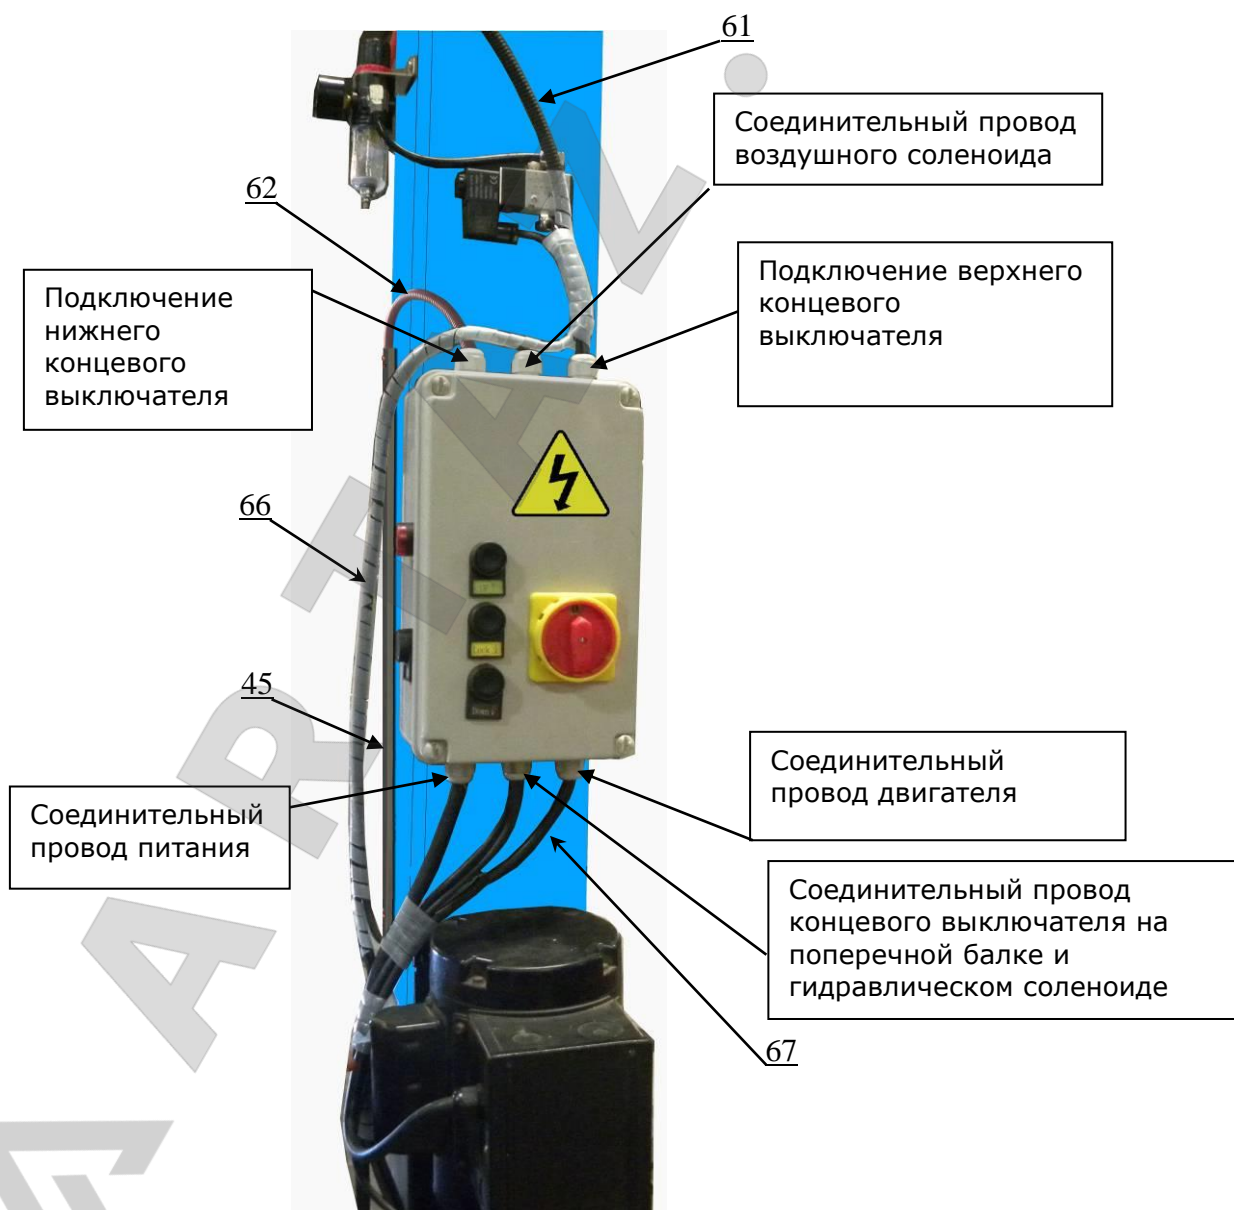 61
Соединительный провод
воздушного соленоида
62
Подключение
нижнего
концевого
выключателя
Подключение верхнего
концевого
выключателя
66
45
Соединительный
провод питания
Соединительный
провод двигателя
Соединительный провод
концевого выключателя на
поперечной балке и
гидравлическом соленоиде
67